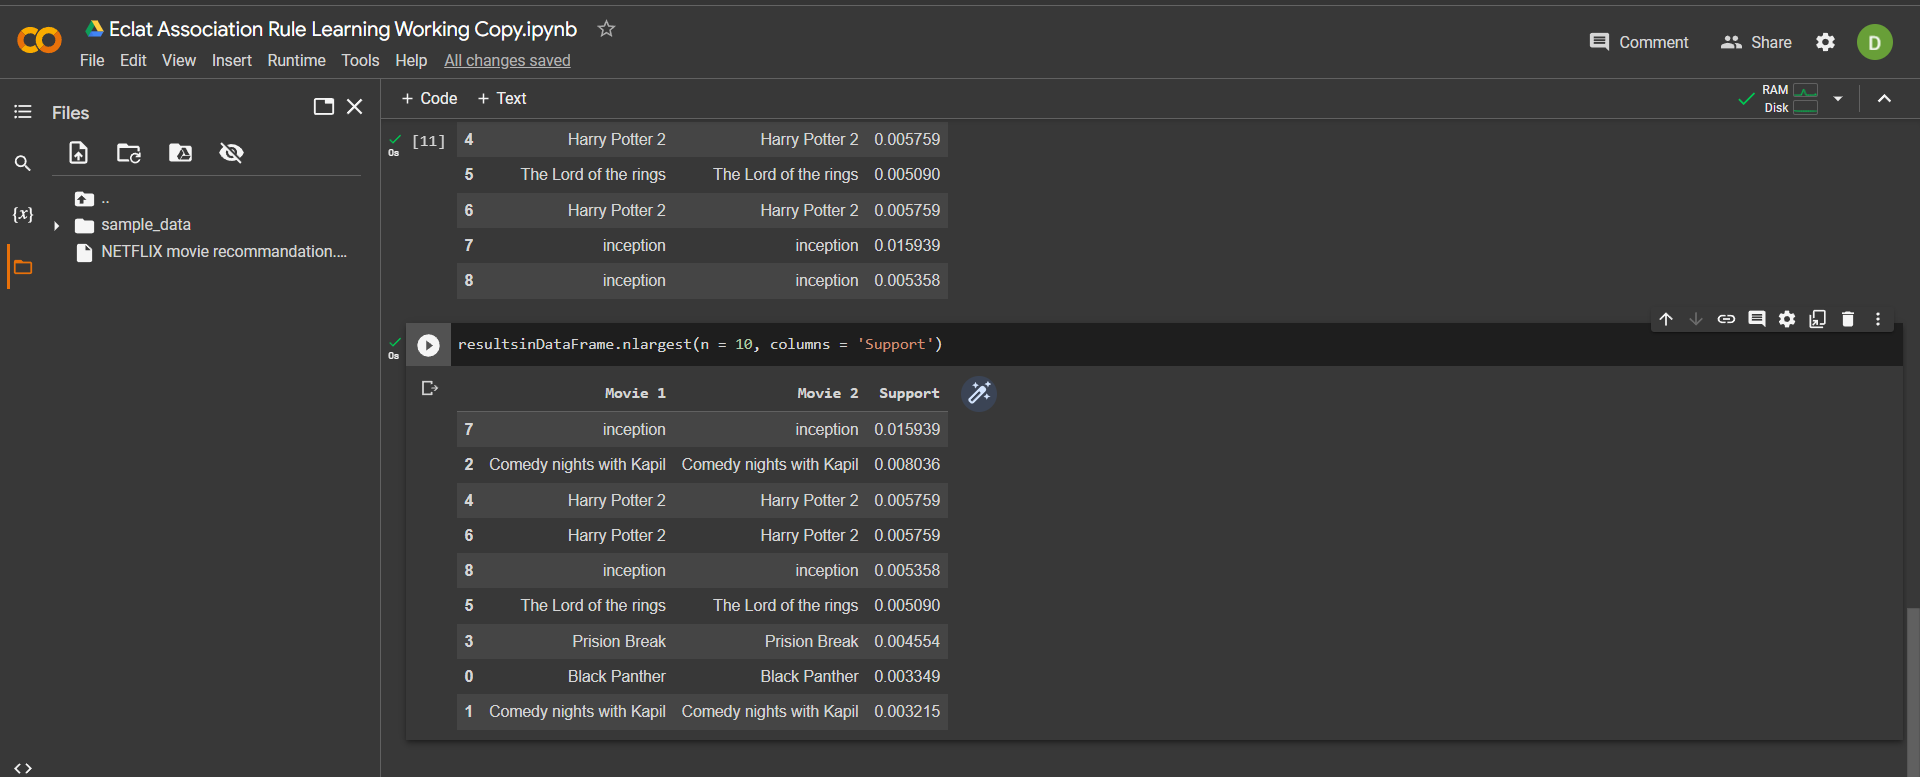 Eclat Association Rule Learning Working Copy.ipynb
File Edit View Insert Runtime Tools Help All changes saved
Comment Share D
Files
..
sample_data
NETFLIX movie recommandation....
{x}
<>
+ Code + Text
RAM
Disk
[11]
0s
4 Harry Potter 2 Harry Potter 2 0.005759
5 The Lord of the rings The Lord of the rings 0.005090
6 Harry Potter 2 Harry Potter 2 0.005759
7 inception inception 0.015939
8 inception inception 0.005358
0s
resultsinDataFrame.nlargest(n = 10, columns = 'Support')
Movie 1 Movie 2 Support
7 inception inception 0.015939
2 Comedy nights with Kapil Comedy nights with Kapil 0.008036
4 Harry Potter 2 Harry Potter 2 0.005759
6 Harry Potter 2 Harry Potter 2 0.005759
8 inception inception 0.005358
5 The Lord of the rings The Lord of the rings 0.005090
3 Prision Break Prision Break 0.004554
0 Black Panther Black Panther 0.003349
1 Comedy nights with Kapil Comedy nights with Kapil 0.003215